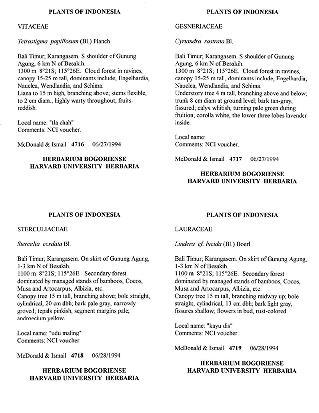 PLANTS OF INDONESIA
VITACEAE
Tetrastigma papillosum (Bl.) Planch
Bali Timur; Karangasem. S shoulder of Gunung
Agung, 6 km N of Besakih.
1300 m 8°21S; 115°26E. Cloud forest in ravines,
canopy 15-25 m tall, dominants include, Engelhardia,
Nauclea, Wendlandia, and Schima.
Liana to 15 m high, branching above; stems flexible,
to 2 cm diam., highly warty throughout, fruits
reddish.
Local name: "tla
Comments: NCI voucher.
McDonald & Ismail 4716 06/27/1994
HERBARIUM BOGORIENSE
HARVARD UNIVERSITY HERBARIA
PLANTS OF INDONESIA
GESNERIACEAE
Cyrtandra rostrata Bl.
Bali Timur; Karangasem. S shoulder of Gunung
Agung, 6 km N of Besakih.
1300 m 8°21S; 115°26E. Cloud forest in ravines,
canopy 15-25 m tall, dominants include, Engelhardia,
Nauclea, Wendlandia, and Schima.
Understory tree 4 m tall, branching above and below;
trunk 8 cm diam at ground level; bark tan-gray,
fissured; calyx whitish, turning pale green during
fruition, corolla white, the lower three lobes lavender
inside.
Local name:
Comments: NCI voucher
McDonald & Ismail 4717 06/27/1994
HERBARIUM BOGORIENSE
HARVARD UNIVERSITY HERBARIA
PLANTS OF INDONESIA
STERCULIACEAE
Sterculia cordata Bl.
Bali Timur, Karangasem. On skirt of Gunung Agung,
1-3 km N of Besakih.
1100 m 8°21S, 115°26E Secondary forest
dominated by managed stands of bamboos, Cocos,
Musa and Artocarpus, Albizia, etc.
Canopy tree 15 m tall, branching above; bole straight,
cylindrical, 20 cm dbh; bark pale gray, narrowly
grooved; tepals pinkish, segment margins pale,
androecium yellow.
Local name: "udu maling"
Comments: NCI voucher
McDonald & Ismail 4718 06/28/1994
HERBARIUM BOGORIENSE
HARVARD UNIVERSITY HERBARIA
PLANTS OF INDONESIA
LAURACEAE
Lindera cf. lucida (Bl.) Boerl
Bali Timur; Karangasem. On skirt of Gunung Agung,
1-3 km N of Besakih.
1100 m 8°21S; 115°26E. Secondary forest
dominated by managed stands of bamboos, Cocos,
Musa and Artocarpus, Albizia, etc.
Canopy tree 15 m tall, branching midway up; bole
straight, cylindrical, 13 cm dbh; bark light gray,
fissures shallow; flowers in bud, rust-colored
Local name: "kayu dis"
Comments: NCI voucher
McDonald & Ismail 4719 06/28/1994
HERBARIUM BOGORIENSE
HARVARD UNIVERSITY HERBARIA